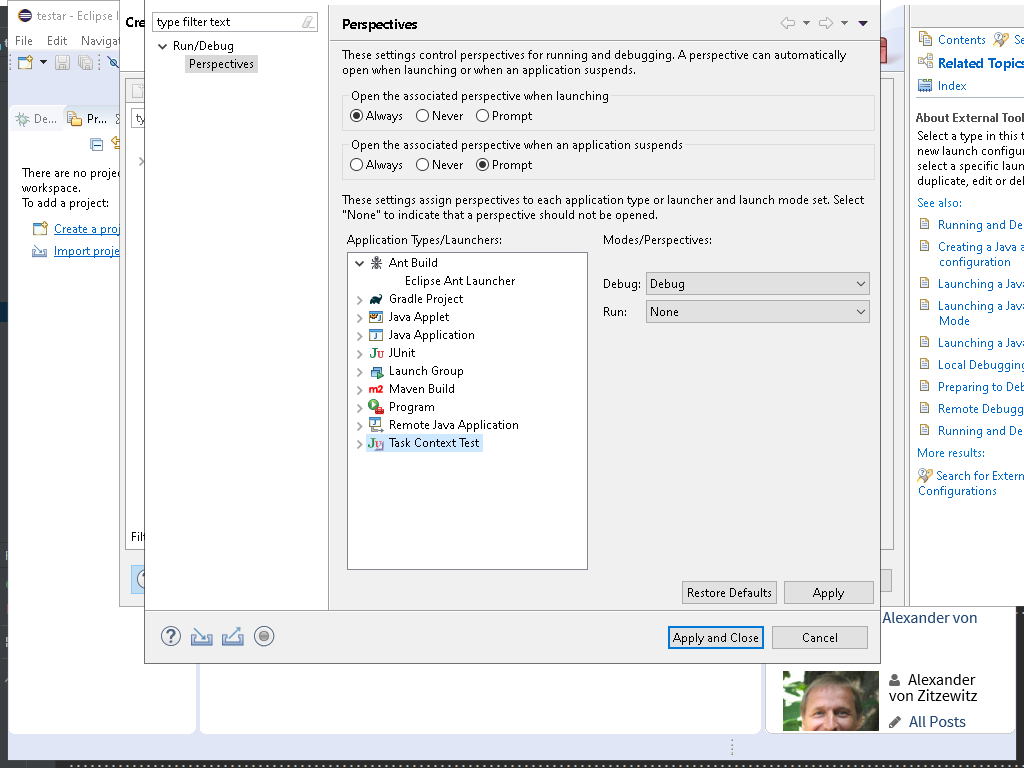 testar - Eclipse I
File Edit Navigat
De...
Pr...
There are no proje
workspace.
To add a project:
Create a proj
Import proje
Cre
ty
Filt
type filter text
Run/Debug
Perspectives
Perspectives
These settings control perspectives for running and debugging. A perspective can automatically
open when launching or when an application suspends.
Open the associated perspective when launching
Always Never Prompt
Open the associated perspective when an application suspends
Always Never Prompt
These settings assign perspectives to each application type or launcher and launch mode set. Select
"None" to indicate that a perspective should not be opened.
Application Types/Launchers:
Ant Build
Eclipse Ant Launcher
Gradle Project
Java Applet
Java Application
JUnit
Launch Group
m2 Maven Build
Program
Remote Java Application
Task Context Test
Modes/Perspectives:
Debug: Debug
Run: None
Restore Defaults Apply
Apply and Close Cancel
Contents Se
Related Topics
Index
About External Tool
Select a type in this t
new launch configur
select a specific laun
duplicate, edit or del
See also:
Running and De
Creating a Java a
configuration
Launching a Java
Launching a Java
Mode
Launching a Java
Local Debugging
Preparing to Deb
Remote Debugg
Running and De
More results:
Search for Extern
Configurations
Alexander von
Alexander
von Zitzewitz
All Posts